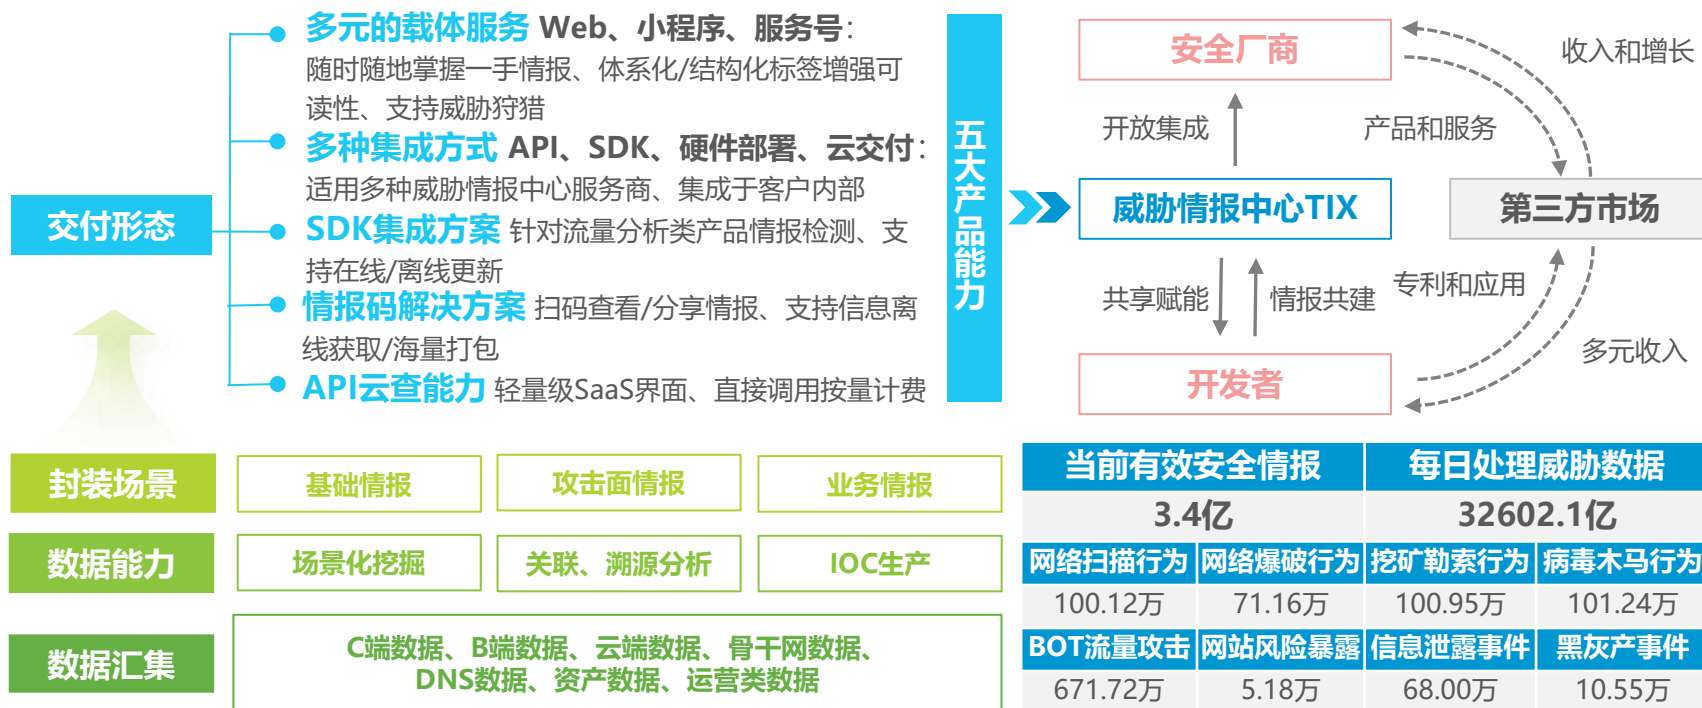 多元的载体服务 Web、小程序、服务号：
随时随地掌握一手情报、体系化/结构化标签增强可
读性、支持威胁狩猎
多种集成方式 API、SDK、硬件部署、云交付：
适用多种威胁情报中心服务商、集成于客户内部
交付形态
SDK集成方案 针对流量分析类产品情报检测、支
持在线/离线更新
情报码解决方案 扫码查看/分享情报、支持信息离
线获取/海量打包
API云查能力 轻量级SaaS界面、直接调用按量计费
五大产品能力
安全厂商
收入和增长
开放集成
产品和服务
威胁情报中心TIX
第三方市场
共享赋能
情报共建
专利和应用
多元收入
开发者
封装场景
基础情报
攻击面情报
业务情报
数据能力
场景化挖掘
关联、溯源分析
IOC生产
数据汇集
C端数据、B端数据、云端数据、骨干网数据、
DNS数据、资产数据、运营类数据
当前有效安全情报 每日处理威胁数据
3.4亿 32602.1亿
网络扫描行为 网络爆破行为 挖矿勒索行为 病毒木马行为
100.12万 71.16万 100.95万 101.24万
BOT流量攻击 网站风险暴露 信息泄露事件 黑灰产事件
671.72万 5.18万 68.00万 10.55万